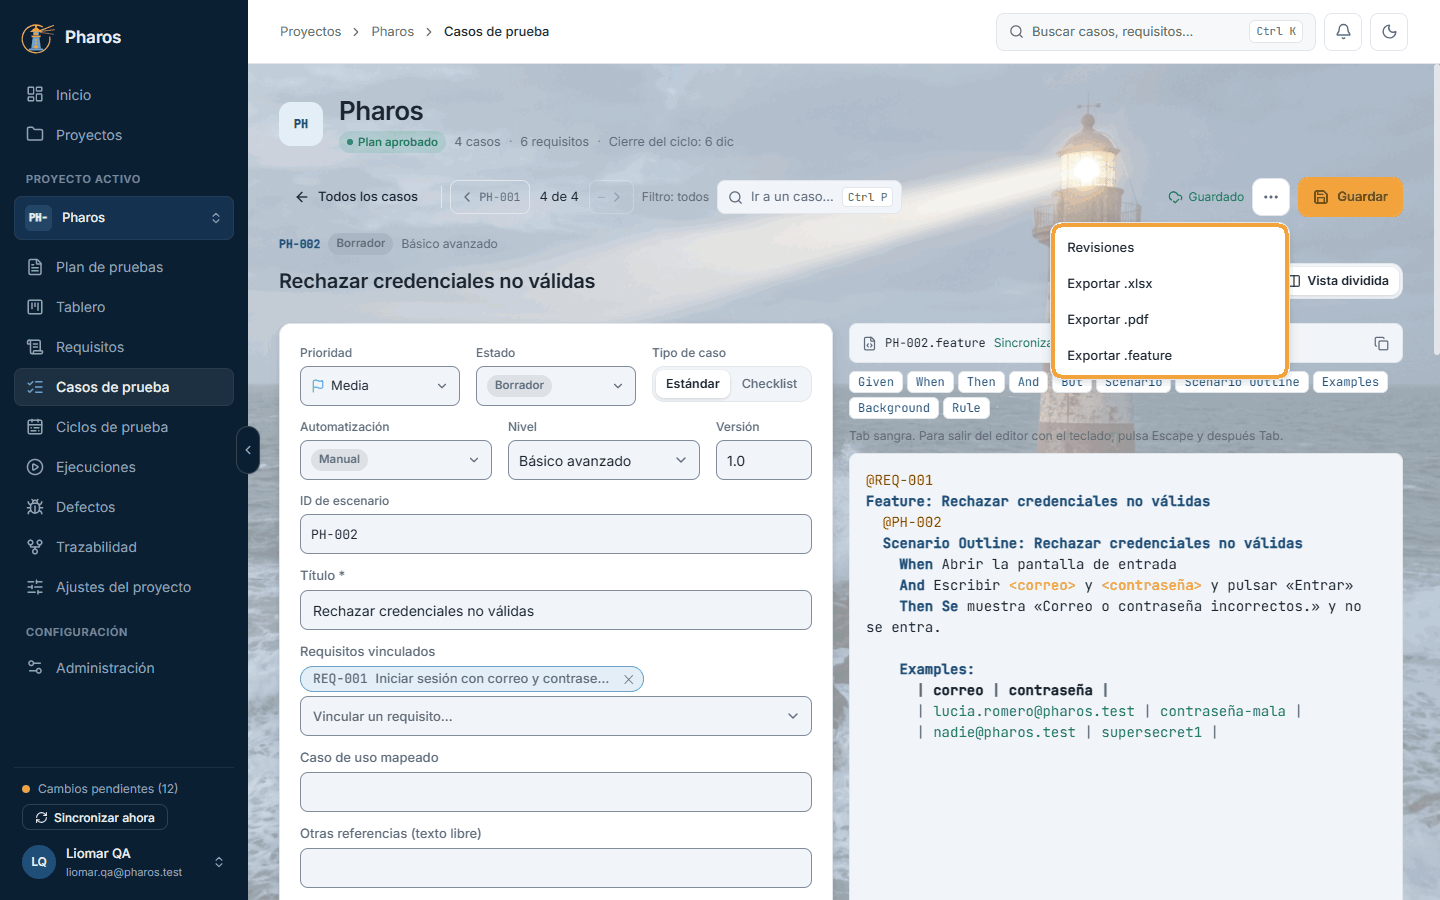 Pharos
Inicio
Proyectos
PROYECTO ACTIVO
PH- Pharos
Plan de pruebas
Tablero
Requisitos
Casos de prueba
Ciclos de prueba
Ejecuciones
Defectos
Trazabilidad
Ajustes del proyecto
CONFIGURACIÓN
Administración
Cambios pendientes (12)
Sincronizar ahora
LQ Liomar QA
liomar.qa@pharos.test
Proyectos > Pharos > Casos de prueba
Buscar casos, requisitos... Ctrl K
PH Pharos
Plan aprobado 4 casos · 6 requisitos · Cierre del ciclo: 6 dic
Todos los casos PH-001 4 de 4 – Filtro: todos Ir a un caso... Ctrl P Guardado ... Guardar
PH-002 Borrador Básico avanzado
Rechazar credenciales no válidas
Vista dividida
Revisiones
Exportar .xlsx
Exportar .pdf
Exportar .feature
Prioridad Estado Tipo de caso
Media Borrador Estándar Checklist
Automatización Nivel Versión
Manual Básico avanzado 1.0
ID de escenario
PH-002
Título *
Rechazar credenciales no válidas
Requisitos vinculados
REQ-001 Iniciar sesión con correo y contrase...
Vincular un requisito...
Caso de uso mapeado
Otras referencias (texto libre)
PH-002.feature Sincroniza
Given When Then And But Scenario Scenario Outline Examples
Background Rule
Tab sangra. Para salir del editor con el teclado, pulsa Escape y después Tab.
@REQ-001
Feature: Rechazar credenciales no válidas
@PH-002
Scenario Outline: Rechazar credenciales no válidas
When Abrir la pantalla de entrada
And Escribir <correo> y <contraseña> y pulsar «Entrar»
Then Se muestra «Correo o contraseña incorrectos.» y no
se entra.
Examples:
| correo | contraseña |
| lucia.romero@pharos.test | contraseña-mala |
| nadie@pharos.test | supersecret1 |